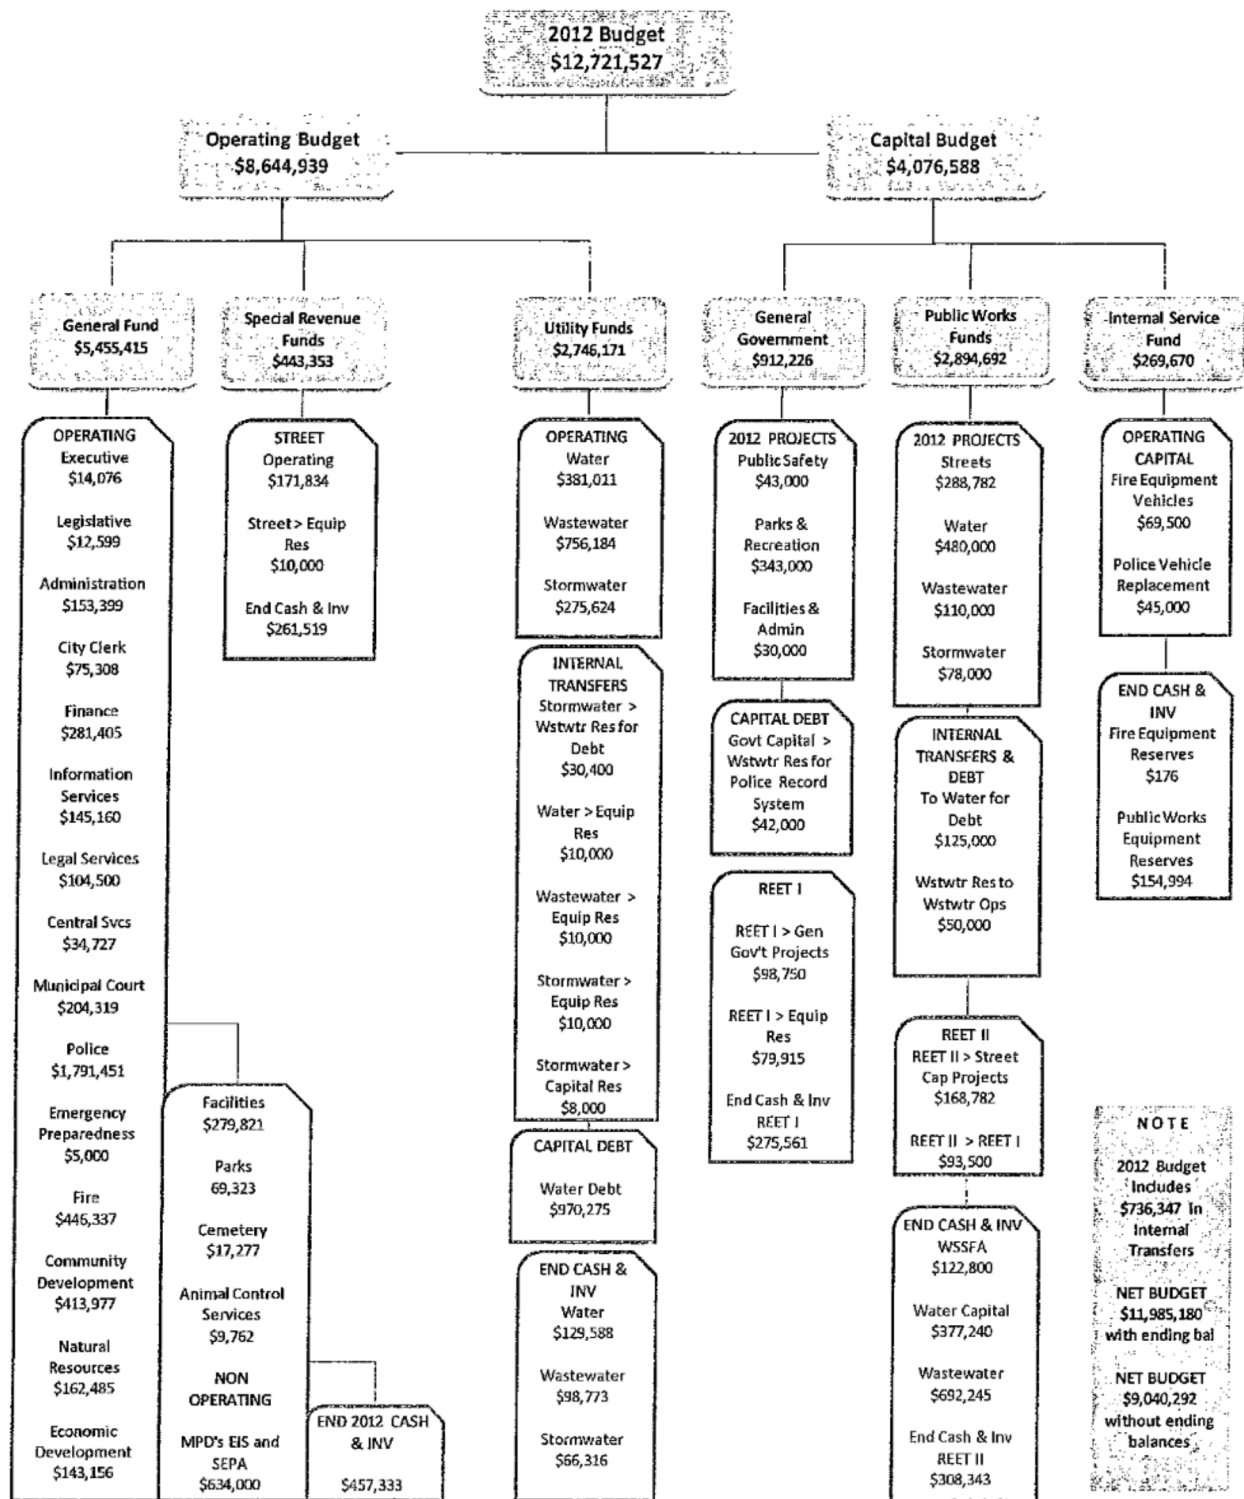 2012 Budget
$12,721,527
Operating Budget
$8,644,939
Capital Budget
$4,076,588
General Fund
$5,455,415
Special Revenue
Funds
$443,353
Utility Funds
$2,746,171
General
Government
$912,226
Public Works
Funds
$2,894,692
Internal Service
Fund
$269,670
OPERATING
Executive
$14,076
Legislative
$12,599
Administration
$153,399
City Clerk
$75,308
Finance
$281,405
Information
Services
$145,160
Legal Services
$104,500
Central Svcs
$34,727
Municipal Court
$204,319
Police
$1,791,451
Emergency
Preparedness
$5,000
Fire
$446,337
Community
Development
$413,977
Natural
Resources
$162,485
Economic
Development
$143,156
Facilities
$279,821
Parks
69,323
Cemetery
$17,277
Animal Control
Services
$9,762
NON
OPERATING
MPD's EIS and
SEPA
$634,000
END 2012 CASH
& INV
$457,333
STREET
Operating
$171,834
Street > Equip
Res
$10,000
End Cash & Inv
$261,519
OPERATING
Water
$381,011
Wastewater
$756,184
Stormwater
$275,624
INTERNAL
TRANSFERS
Stormwater >
Wstwtr Res for
Debt
$30,400
Water > Equip
Res
$10,000
Wastewater >
Equip Res
$10,000
Stormwater >
Equip Res
$10,000
Stormwater >
Capital Res
$8,000
CAPITAL DEBT
Water Debt
$970,275
END CASH &
INV
Water
$129,588
Wastewater
$98,773
Stormwater
$66,316
2012 PROJECTS
Public Safety
$43,000
Parks &
Recreation
$343,000
Facilities &
Admin
$30,000
CAPITAL DEBT
Govt Capital >
Wstwtr Res for
Police Record
System
$42,000
REET I
REET I > Gen
Gov't Projects
$98,750
REET I > Equip
Res
$79,915
End Cash & Inv
REET I
$275,561
2012 PROJECTS
Streets
$288,782
Water
$480,000
Wastewater
$110,000
Stormwater
$78,000
INTERNAL
TRANSFERS &
DEBT
To Water for
Debt
$125,000
Wstwtr Res to
Wstwtr Ops
$50,000
REET II
REET II > Street
Cap Projects
$168,782
REET II > REET I
$93,500
END CASH & INV
WSSFA
$122,800
Water Capital
$377,240
Wastewater
$692,245
End Cash & Inv
REET II
$308,343
OPERATING
CAPITAL
Fire Equipment
Vehicles
$69,500
Police Vehicle
Replacement
$45,000
END CASH &
INV
Fire Equipment
Reserves
$176
Public Works
Equipment
Reserves
$154,994
NOTE
2012 Budget
Includes
$736,347 in
Internal
Transfers
NET BUDGET
$11,985,180
with ending bal
NET BUDGET
$9,040,292
without ending
balances